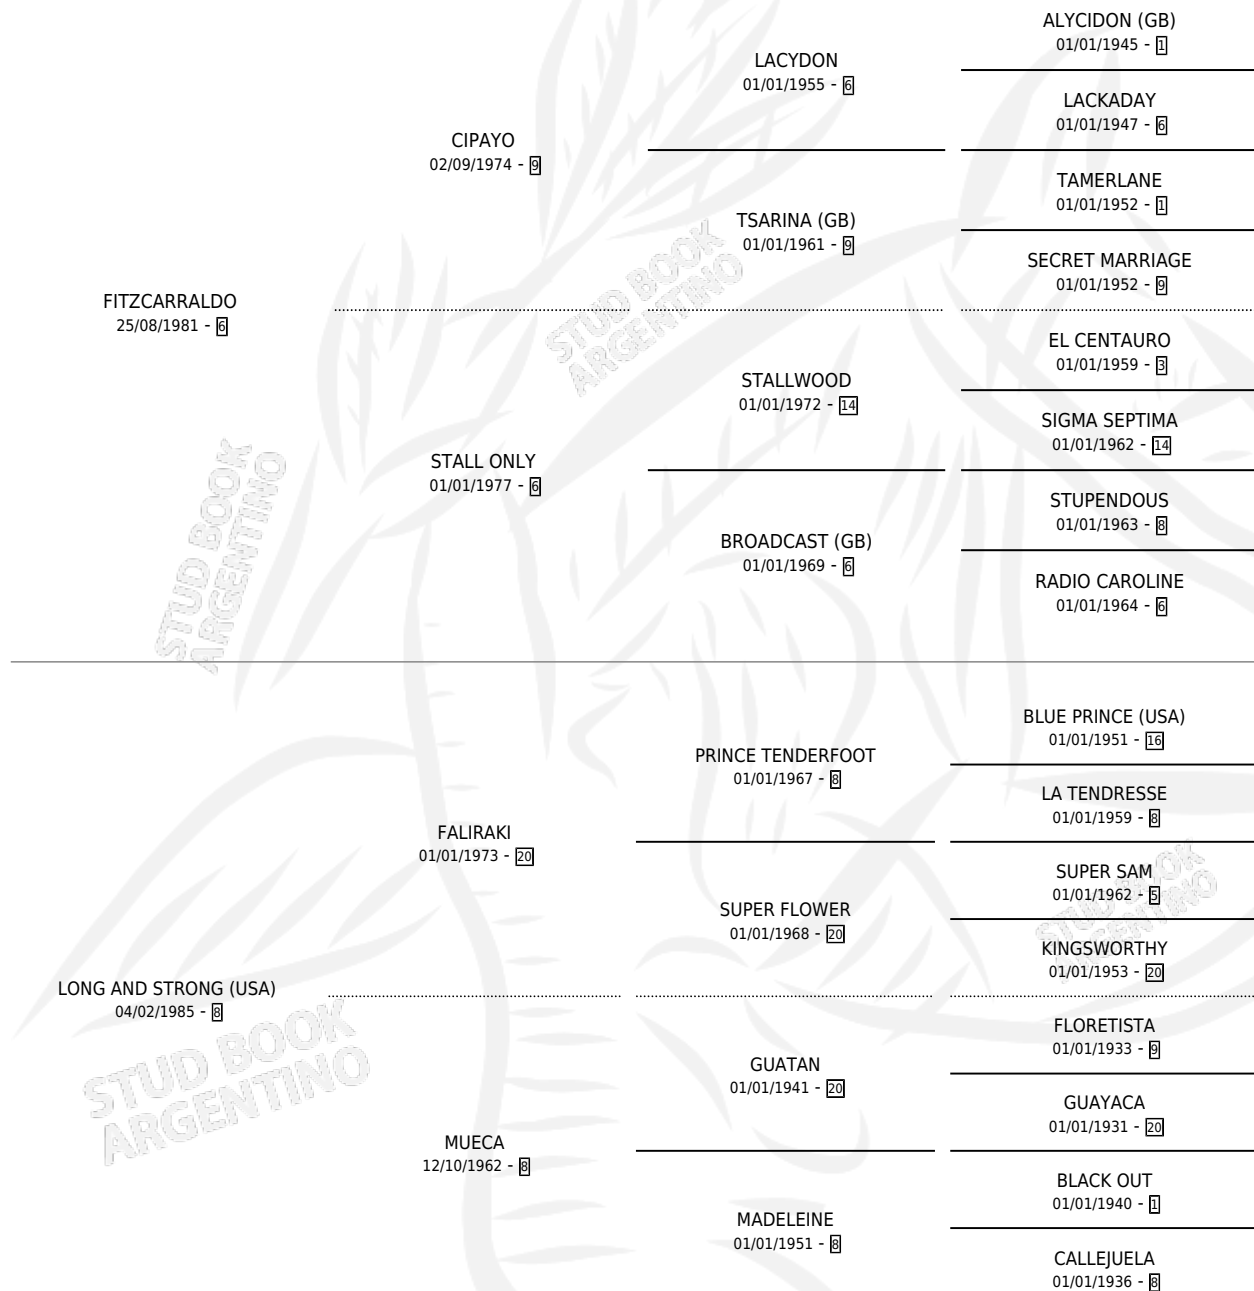 ALYCIDON (GB)
01/01/1945 - 1
LACYDON
01/01/1955 - 6
LACKADAY
01/01/1947 - 6
CIPAYO
02/09/1974 - 9
TAMERLANE
01/01/1952 - 1
TSARINA (GB)
01/01/1961 - 9
SECRET MARRIAGE
01/01/1952 - 9
FITZCARRALDO
25/08/1981 - 6
EL CENTAURO
01/01/1959 - 3
STALLWOOD
01/01/1972 - 14
SIGMA SEPTIMA
01/01/1962 - 14
STALL ONLY
01/01/1977 - 6
STUPENDOUS
01/01/1963 - 8
BROADCAST (GB)
01/01/1969 - 6
RADIO CAROLINE
01/01/1964 - 6
BLUE PRINCE (USA)
01/01/1951 - 16
PRINCE TENDERFOOT
01/01/1967 - 8
LA TENDRESSE
01/01/1959 - 8
FALIRAKI
01/01/1973 - 20
SUPER SAM
01/01/1962 - 5
SUPER FLOWER
01/01/1968 - 20
KINGSWORTHY
01/01/1953 - 20
LONG AND STRONG (USA)
04/02/1985 - 8
FLORETISTA
01/01/1933 - 9
GUATAN
01/01/1941 - 20
GUAYACA
01/01/1931 - 20
MUECA
12/10/1962 - 8
BLACK OUT
01/01/1940 - 1
MADELEINE
01/01/1951 - 8
CALLEJUELA
01/01/1936 - 8
STUD BOOK
ARGENTINO
STUD BOOK
ARGENTINO
STUD BOOK
ARGENTINO
STUD BOOK
ARGENTINO